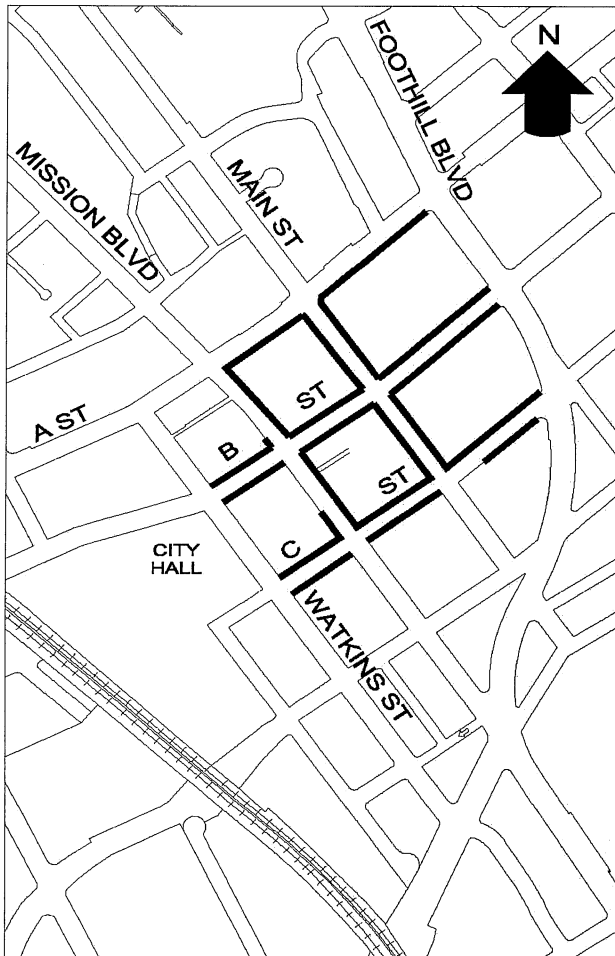 N
FOOTHILL BLVD
MAIN ST
MISSION BLVD
A ST
B ST
C ST
CITY
HALL
WATKINS ST